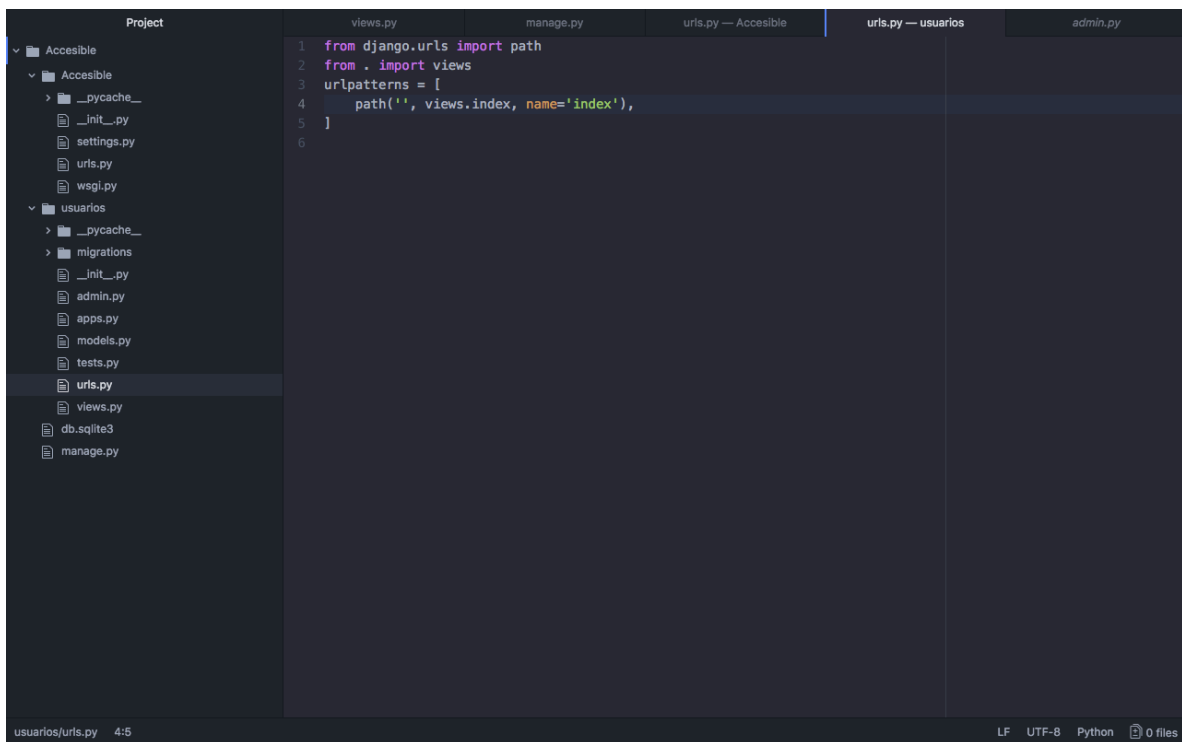 Project
views.py
manage.py
urls.py — Accesible
urls.py — usuarios
admin.py
Accesible
Accesible
__pycache__
__init__.py
settings.py
urls.py
wsgi.py
usuarios
__pycache__
migrations
__init__.py
admin.py
apps.py
models.py
tests.py
urls.py
views.py
db.sqlite3
manage.py
1 from django.urls import path
2 from . import views
3 urlpatterns = [
4     path('', views.index, name='index'),
5 ]
6
usuarios/urls.py 4:5
LF UTF-8 Python 0 files